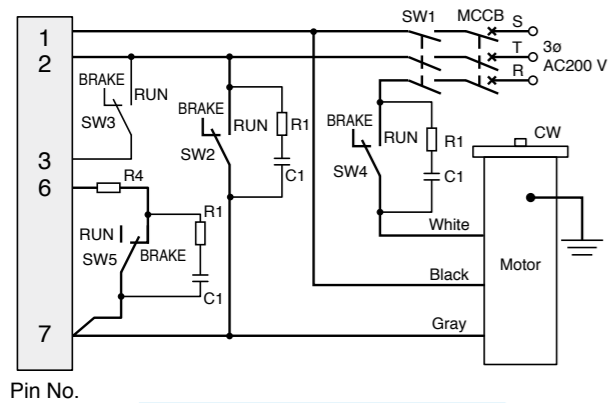 SW1 MCCB S
1
T 3ø
2
AC200 V
R
BRAKE RUN
SW3
BRAKE RUN R1
SW2
C1
BRAKE RUN R1
SW4
C1
CW
3
6
R4
R1
RUN BRAKE
SW5
C1
White
Black
Motor
Gray
7
Pin No.